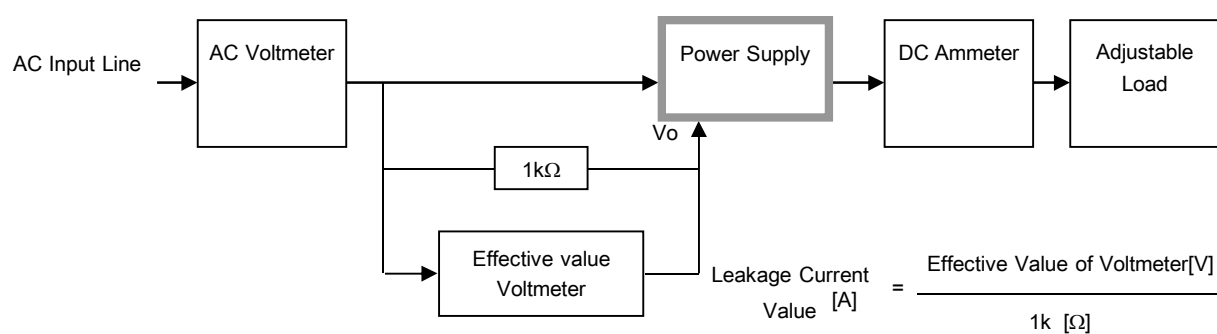 AC Input Line
AC Voltmeter
Power Supply
DC Ammeter
Adjustable
Load
Vo
1kΩ
Effective value
Voltmeter
Leakage Current
Value [A]
=
Effective Value of Voltmeter[V]
1k [Ω]